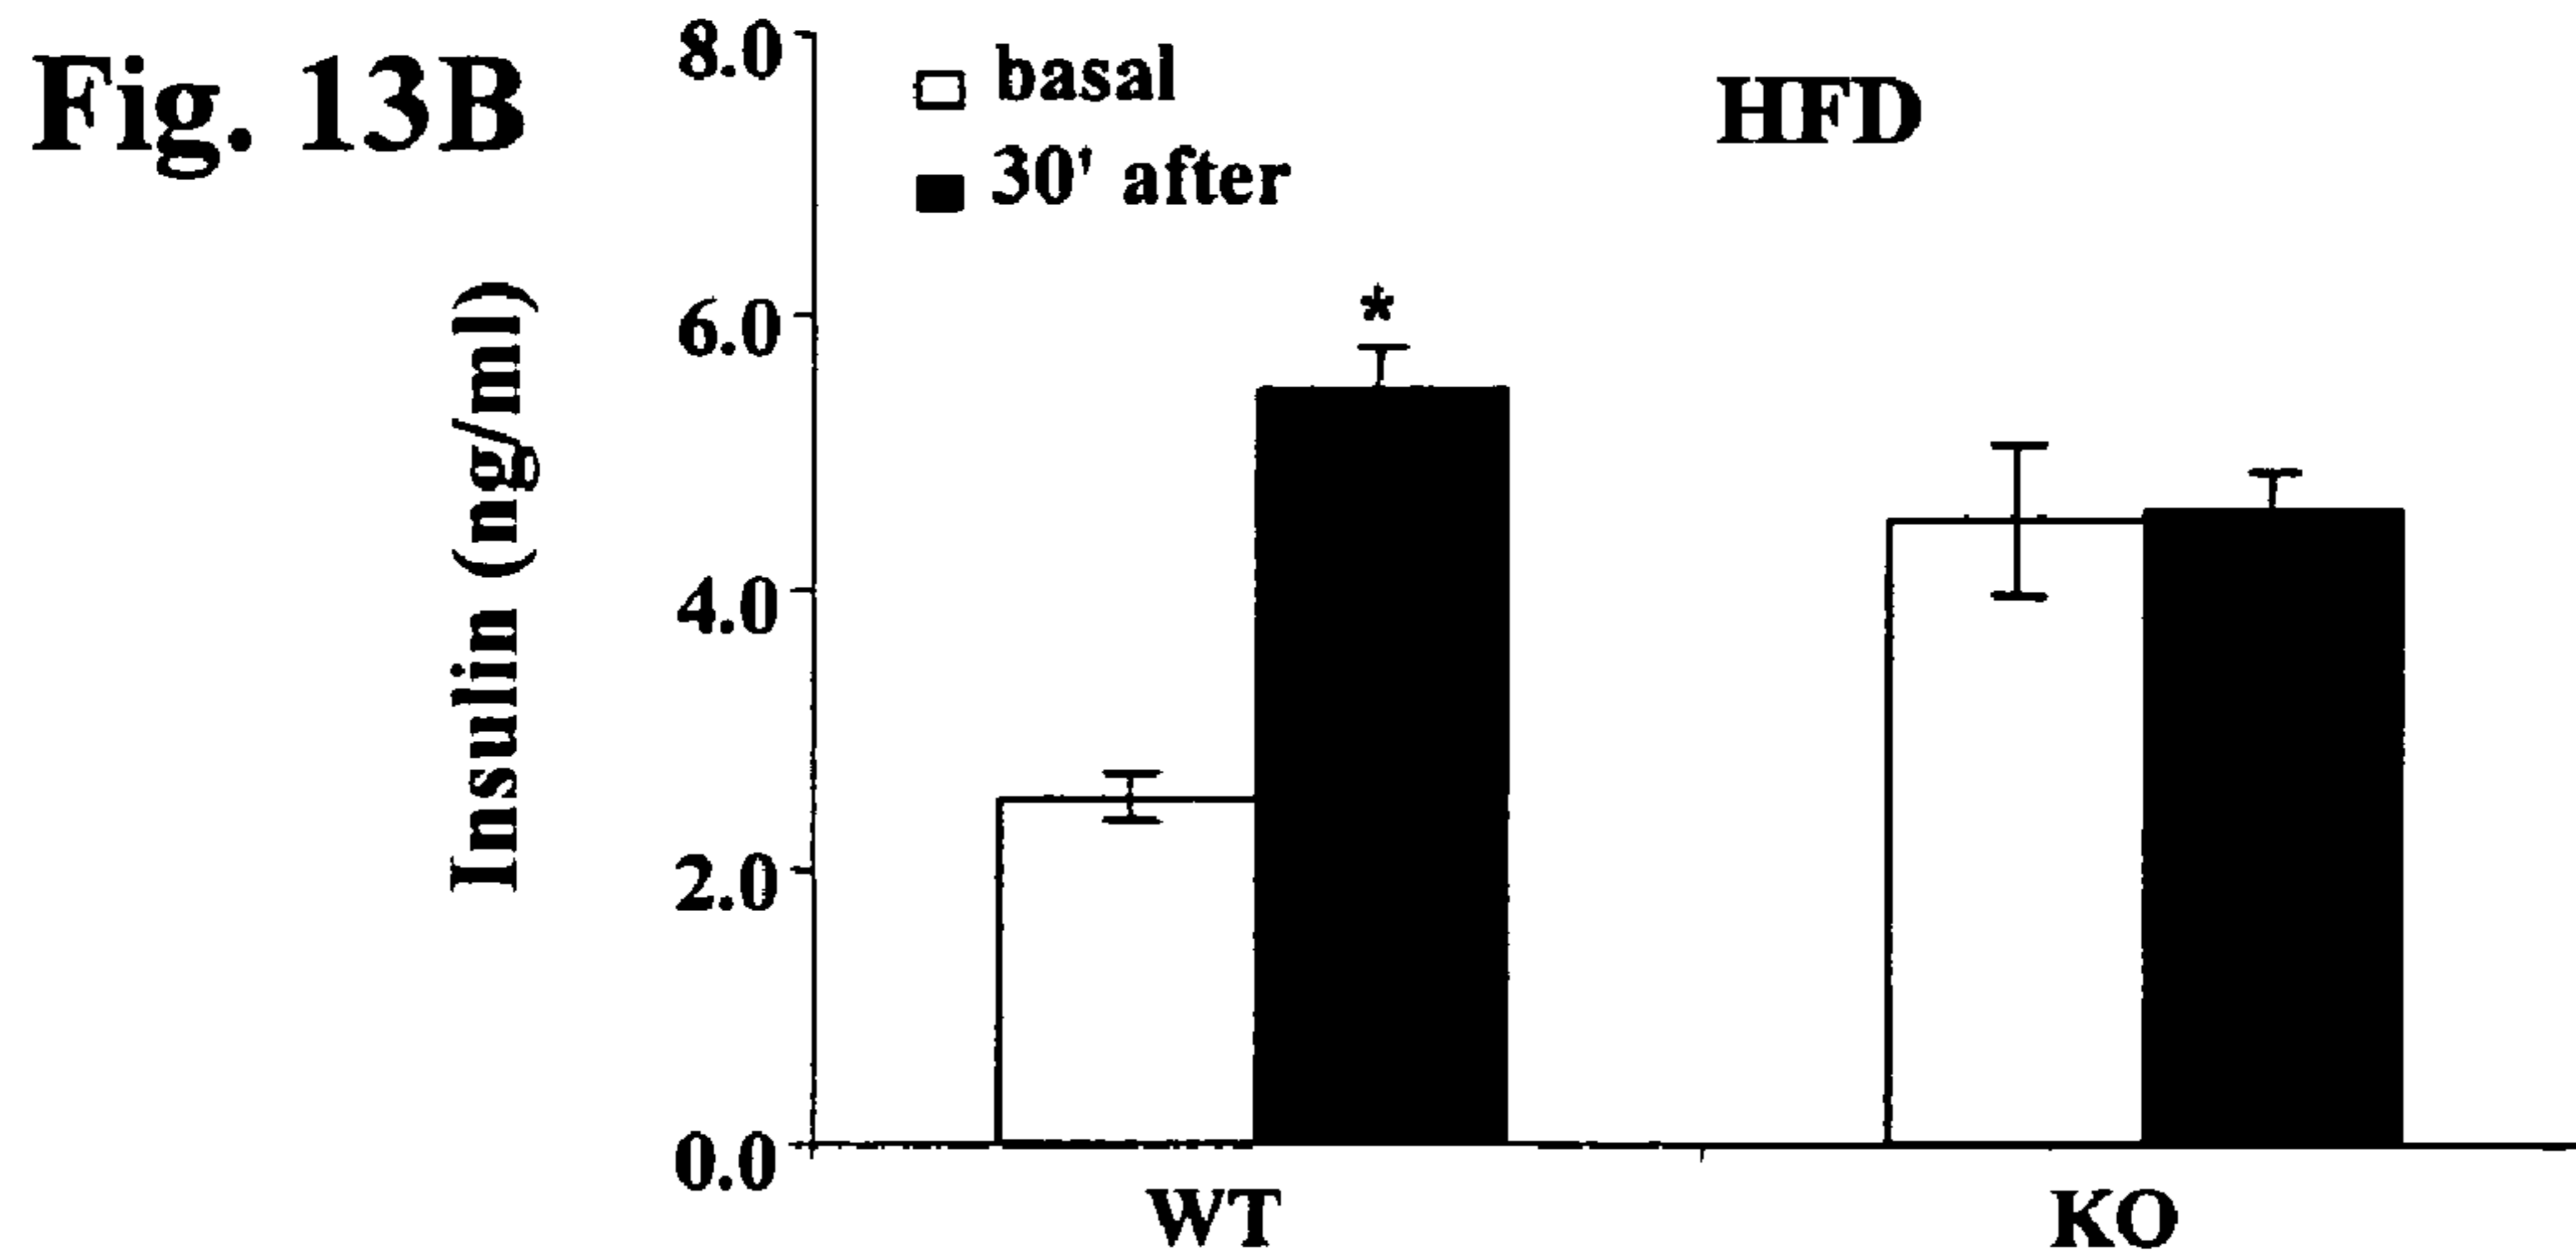 Fig. 13B
HFD
basal
30' after
*
Insulin (ng/ml)
8.0
6.0
4.0
2.0
0.0
WT
KO